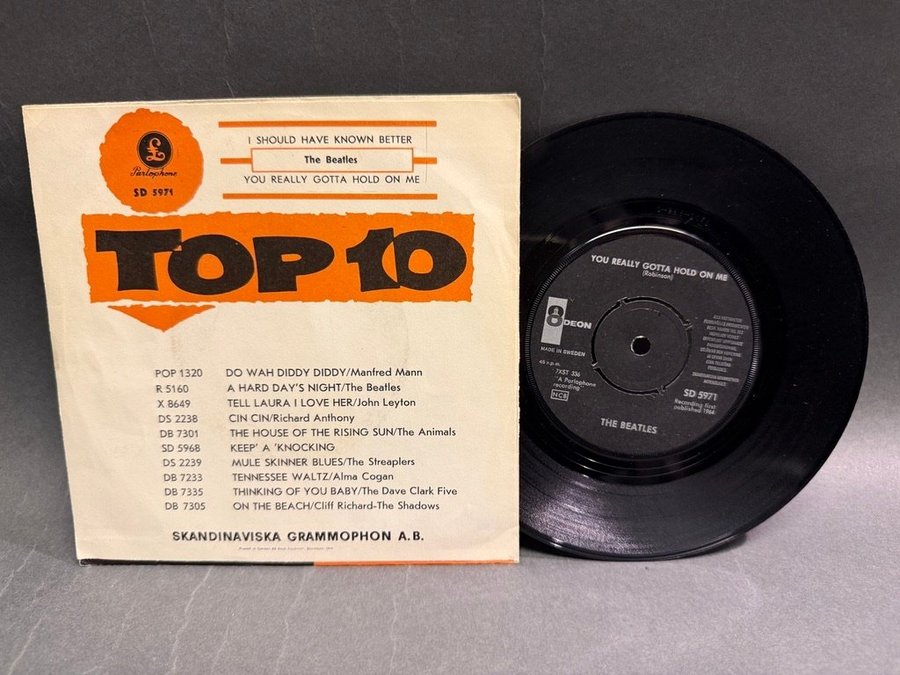 I SHOULD HAVE KNOWN BETTER
The Beatles
YOU REALLY GOTTA HOLD ON ME
£
Parlophone
SD 5971
TOP 10
POP 1320 DO WAH DIDDY DIDDY/Manfred Mann
R 5160 A HARD DAY'S NIGHT/The Beatles
X 8649 TELL LAURA I LOVE HER/John Leyton
DS 2238 CIN CIN/Richard Anthony
DB 7301 THE HOUSE OF THE RISING SUN/The Animals
SD 5968 KEEP' A 'KNOCKING
DS 2239 MULE SKINNER BLUES/The Streaplers
DB 7233 TENNESSEE WALTZ/Alma Cogan
DB 7335 THINKING OF YOU BABY/The Dave Clark Five
DB 7305 ON THE BEACH/Cliff Richard-The Shadows
SKANDINAVISKA GRAMMOPHON A.B.
YOU REALLY GOTTA HOLD ON ME
(Robinson)
ODEON
MADE IN SWEDEN
45 r.p.m.
7XST 336
"A Parlophone
recording"
NCB
SD 5971
Recording first
published 1964
THE BEATLES